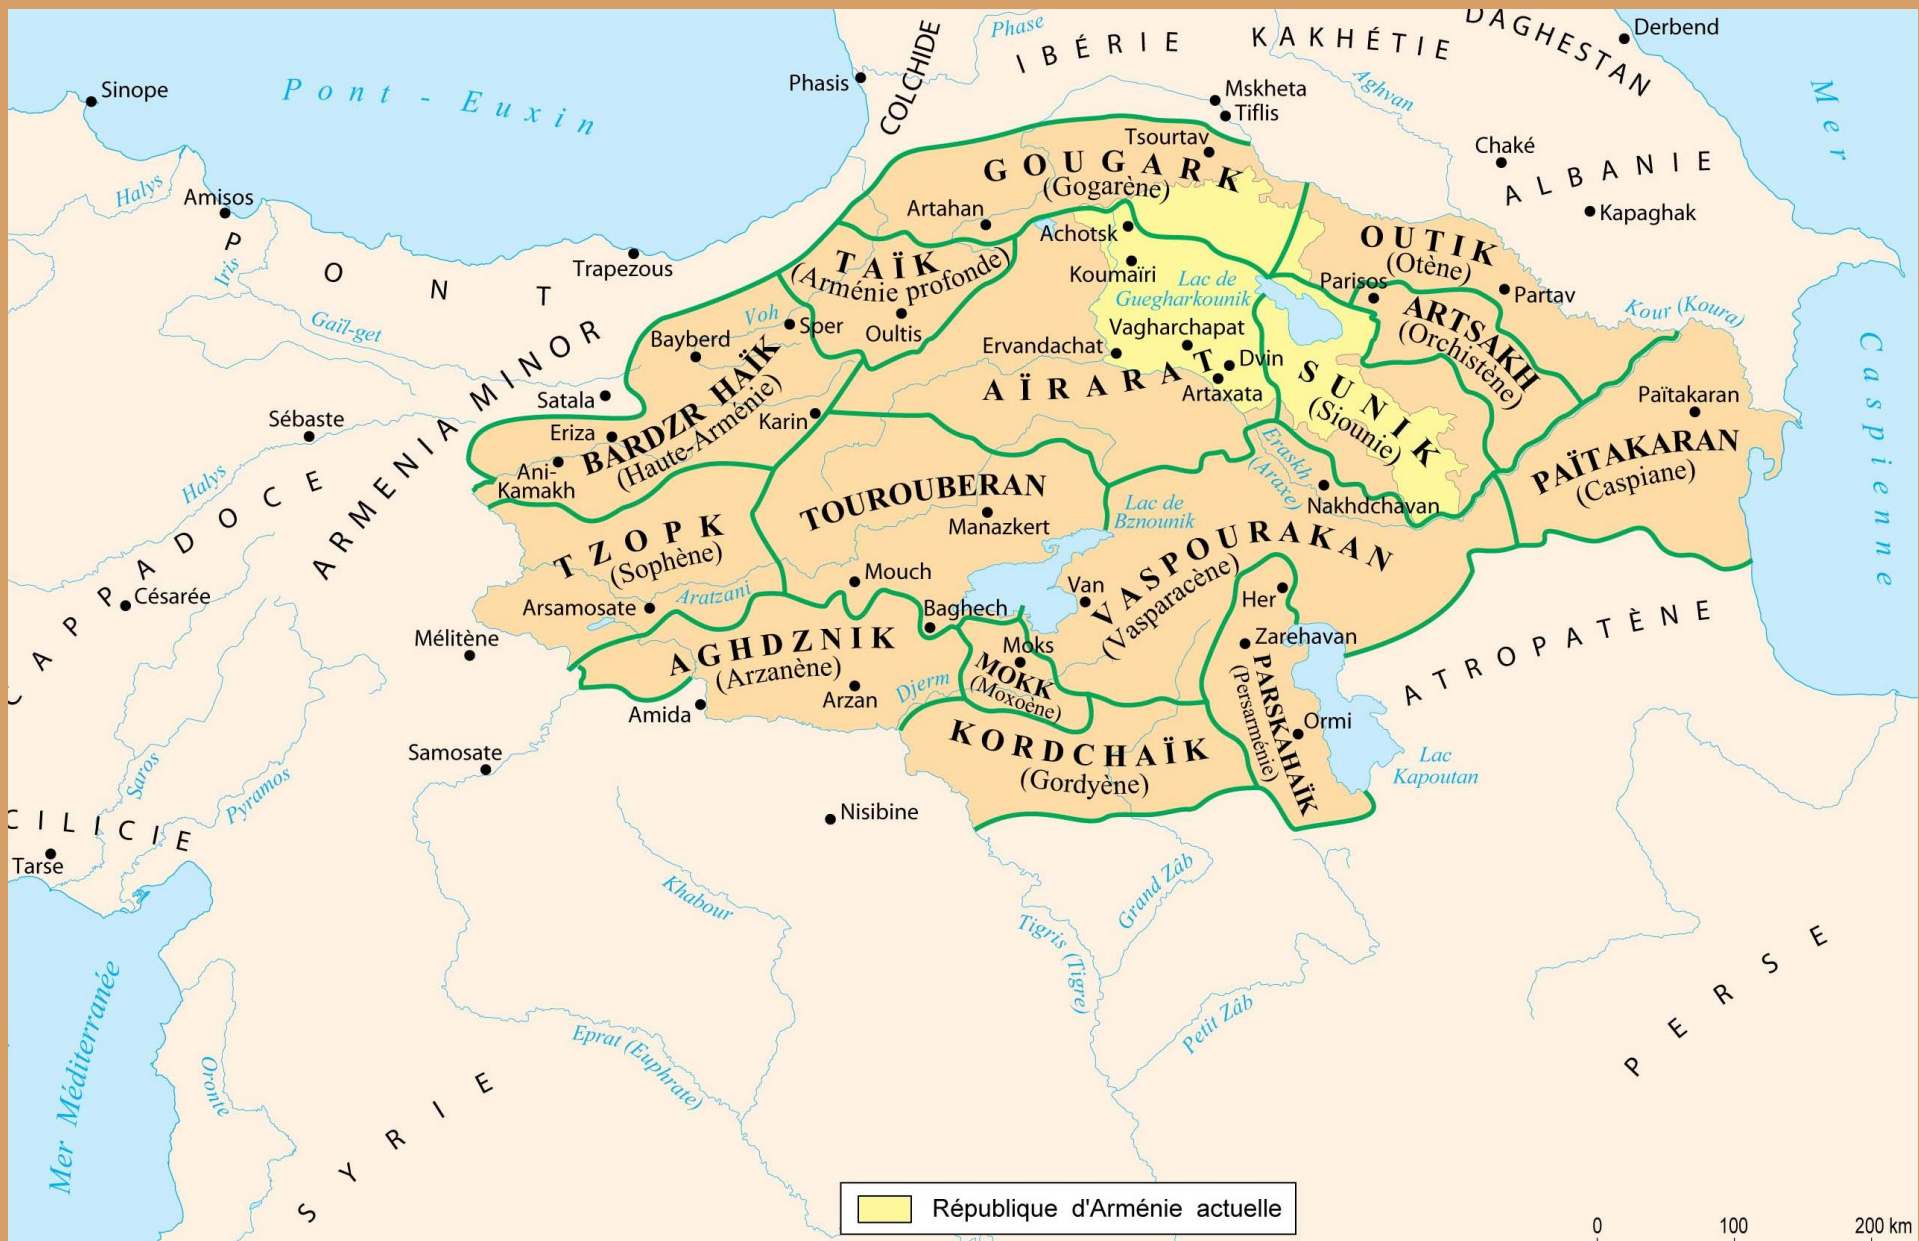 Sinope
Pont - Euxin
Phasis
COLCHIDE
Phase
IBÉRIE
KAKHÉTIE
DAGHESTAN
Derbend
Mer Caspienne
Mskheta
Tiflis
Aghvan
Chaké
ALBANIE
Kapaghak
Halys
Amisos
Iris
PONT
Trapezous
Gaïl-get
Tsourtav
GOUGARK
(Gogarène)
Artahan
Achotsk
Koumaïri
TAÏK
(Arménie profonde)
Oultis
Voh
Sper
Bayberd
BARDZR HAÏK
(Haute-Arménie)
Satala
Eriza
Ani-
Kamakh
Karin
Lac de
Guegharkounik
Vagharchapat
Ervandachat
Dvin
Artaxata
AÏRARAT
OUTIK
(Otène)
Parisos
Partav
ARTSAKH
(Orchistène)
Kour (Koura)
SUNIK
(Siounie)
Païtakaran
PAÏTAKARAN
(Caspiane)
Eraskh
(Araxe)
Nakhdchavan
Sébaste
Halys
ARMENIA MINOR
CAPPADOCE
Césarée
Mélitène
TZOPK
(Sophène)
Arsamosate
Aratzani
TOUROUBERAN
Manazkert
Mouch
Lac de
Bznounik
Van
VASPOURAKAN
(Vasparacène)
Her
Zarehavan
PARSKAHAÏK
(Persarménie)
Ormi
Lac
Kapoutan
ATROPATÈNE
Baghech
AGHDZNIK
(Arzanène)
Arzan
Amida
Djerm
Moks
MOKK
(Moxoène)
KORDCHAÏK
(Gordyène)
Samosate
Nisibine
Saros
Pyramos
CILICIE
Tarse
Khabour
Tigris (Tigre)
Grand Zâb
Petit Zâb
Eprat (Euphrate)
Mer Méditerranée
Oronte
SYRIE
PERSE
République d'Arménie actuelle
0 100 200 km